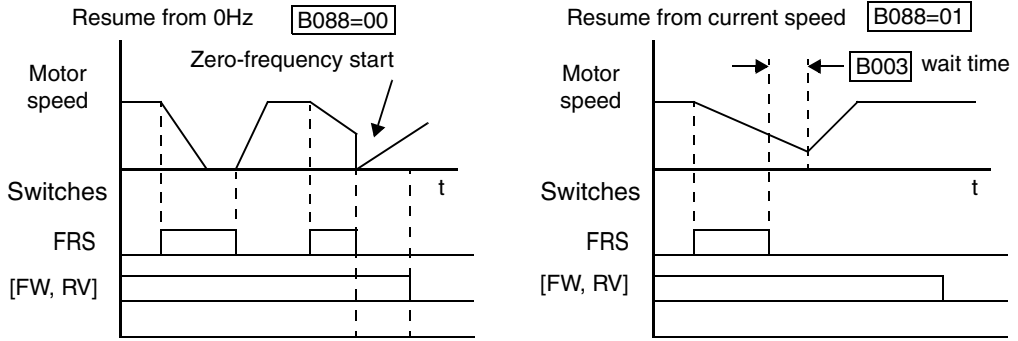 Resume from 0Hz B088=00
Zero-frequency start
Motor
speed
t
Switches
FRS
[FW, RV]
Resume from current speed B088=01
B003 wait time
Motor
speed
t
Switches
FRS
[FW, RV]